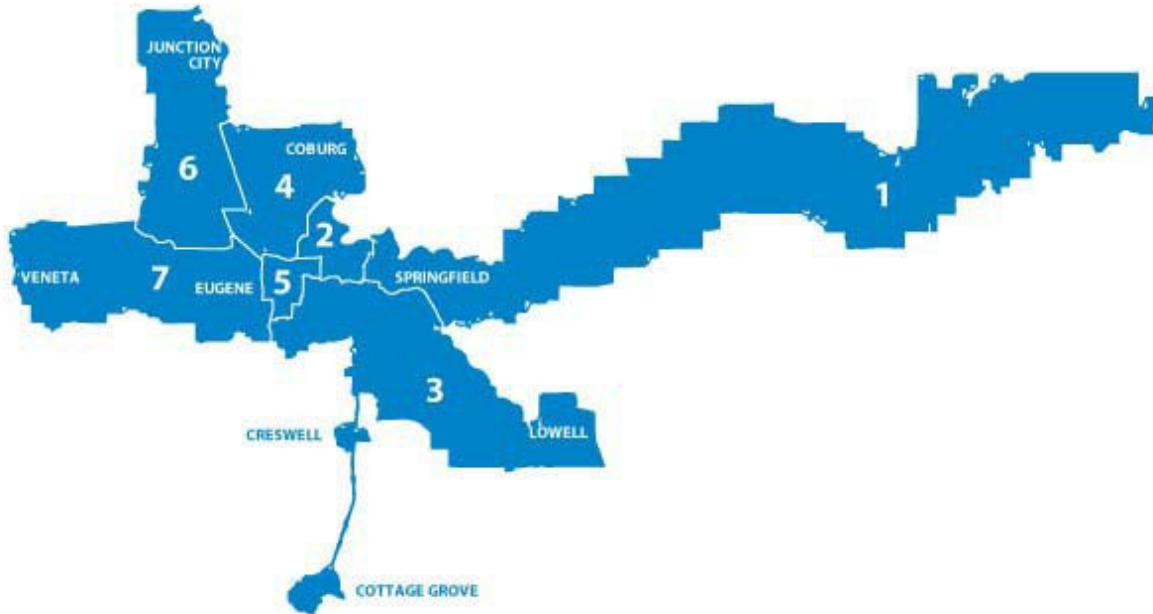 JUNCTION
CITY
COBURG
6
4
1
2
VENETA
7
EUGENE
5
SPRINGFIELD
3
CRESWELL
LOWELL
COTTAGE GROVE